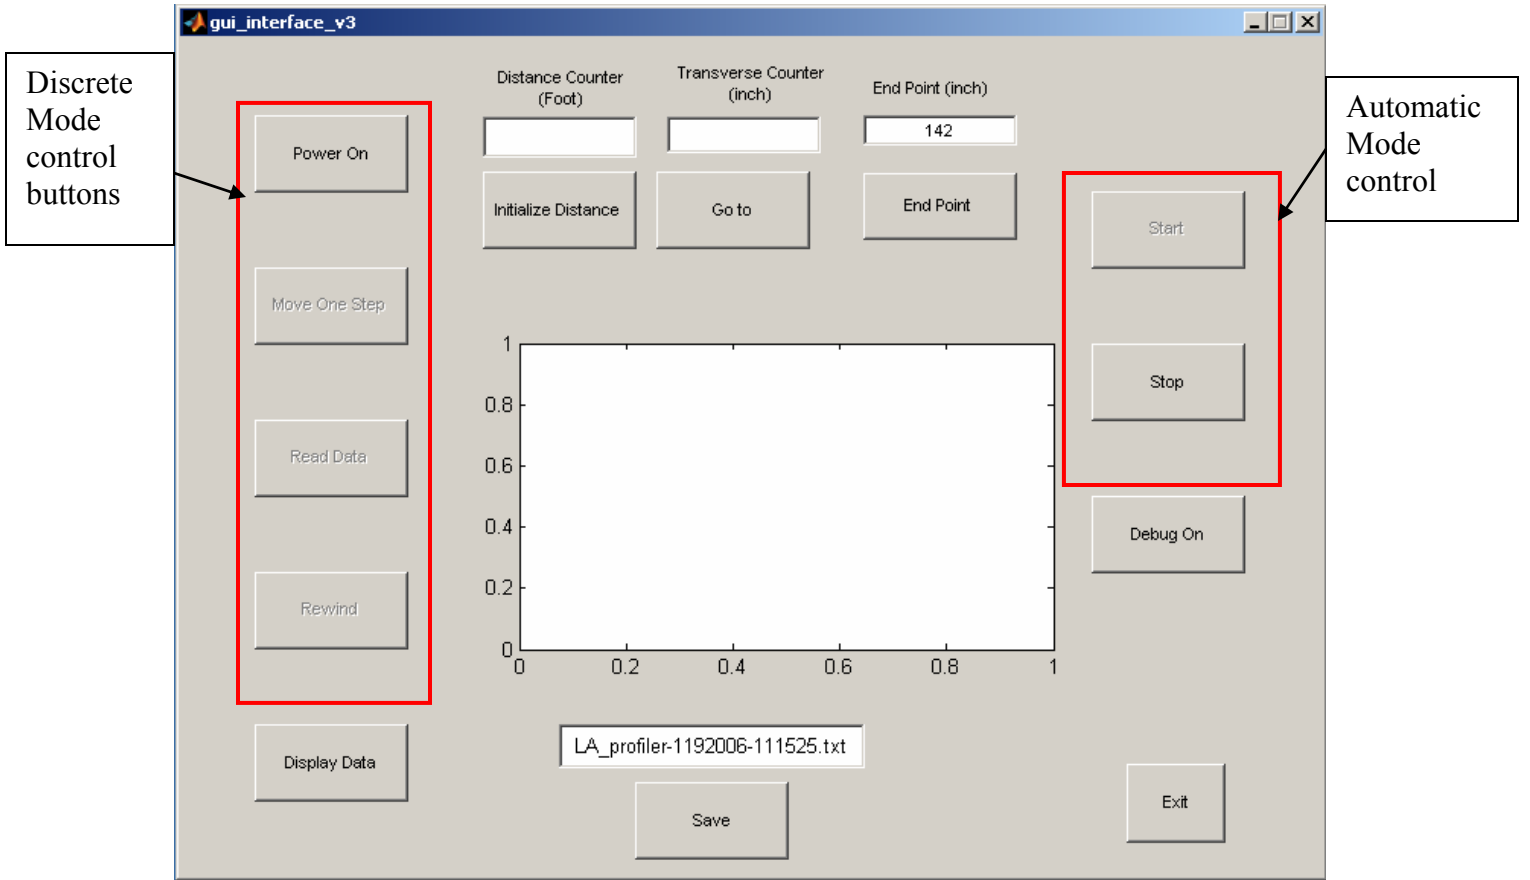 gui_interface_v3
Discrete
Mode
control
buttons
Distance Counter
(Foot)
Transverse Counter
(inch)
End Point (inch)
142
Automatic
Mode
control
Power On
Initialize Distance
Go to
End Point
Start
Move One Step
Stop
Read Data
Debug On
Rewind
1
0.8
0.6
0.4
0.2
0
0
0.2
0.4
0.6
0.8
1
LA_profiler-1192006-111525.txt
Display Data
Save
Exit